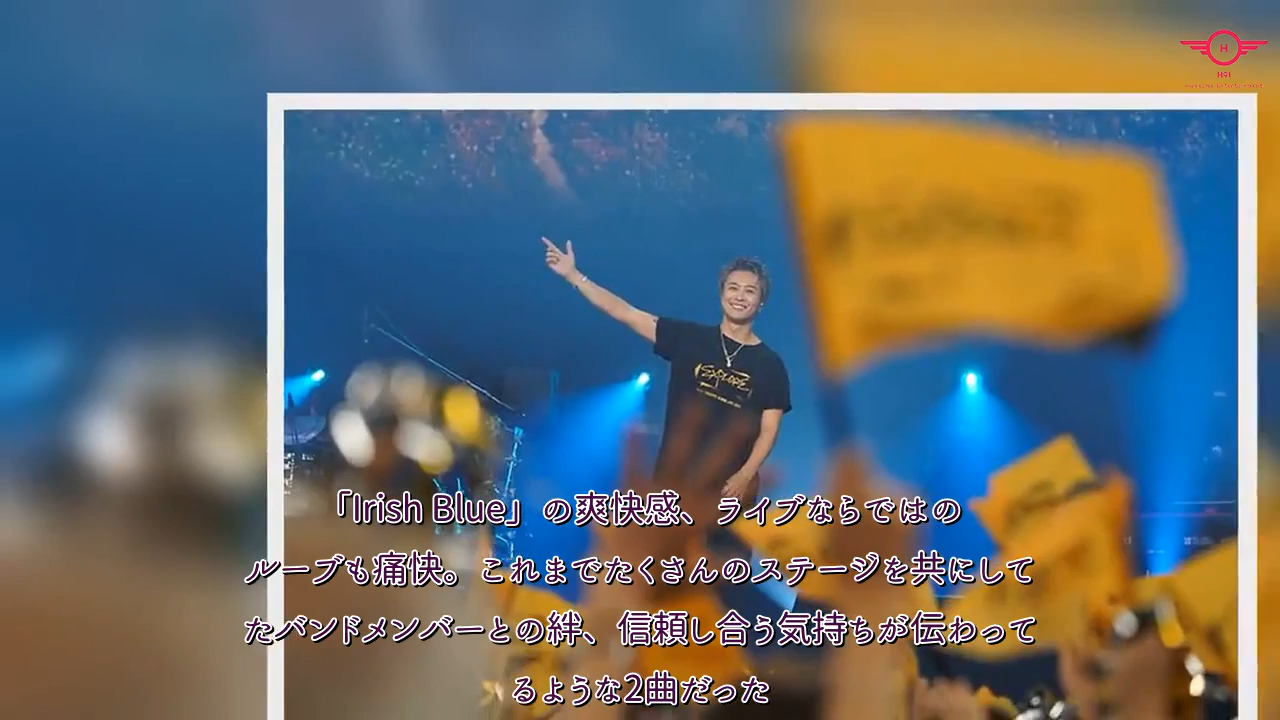 H
H91
EXPLORE
「Irish Blue」の爽快感、ライブならではの
ルーブも痛快。これまでたくさんのステージを共にして
たバンドメンバーとの絆、信頼し合う気持ちが伝わって
るような2曲だった